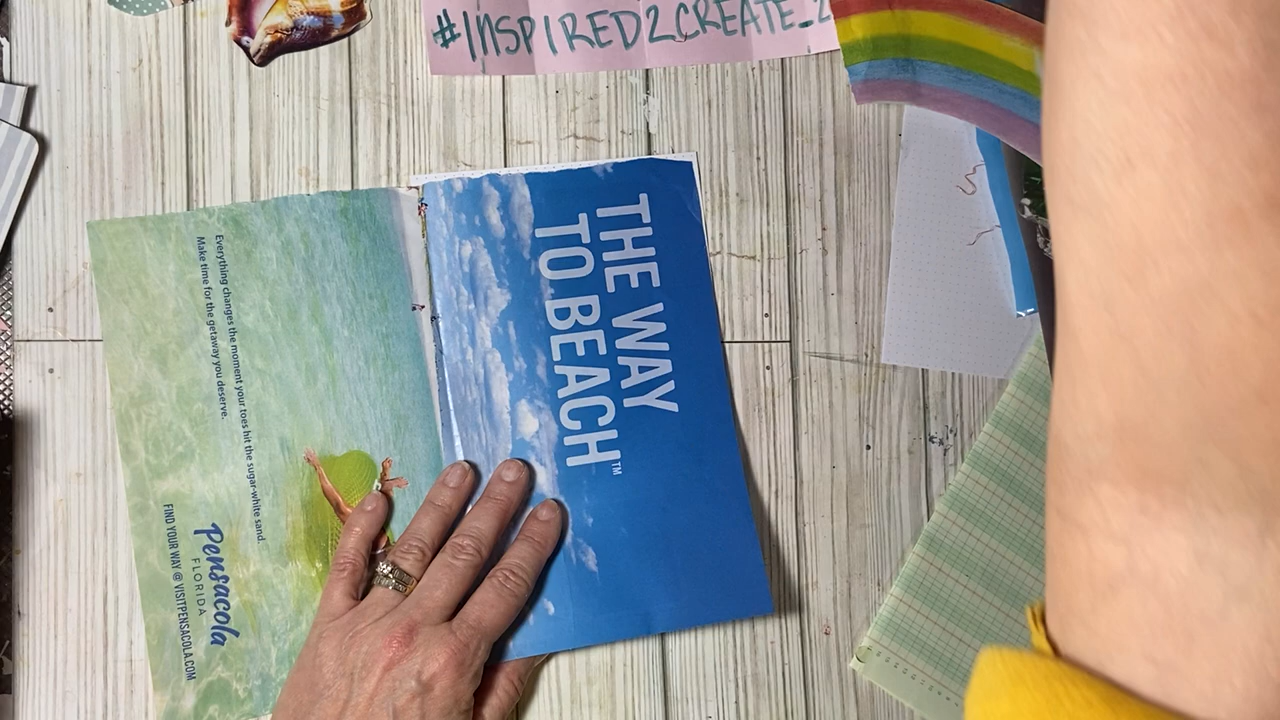 #INSPIRED2CREATE_2
THE WAY
TO BEACH™
Everything changes the moment your toes hit the sugar-white sand.
Make time for the getaway you deserve.
Pensacola
FLORIDA
FIND YOUR WAY @ VISITPENSACOLA.COM